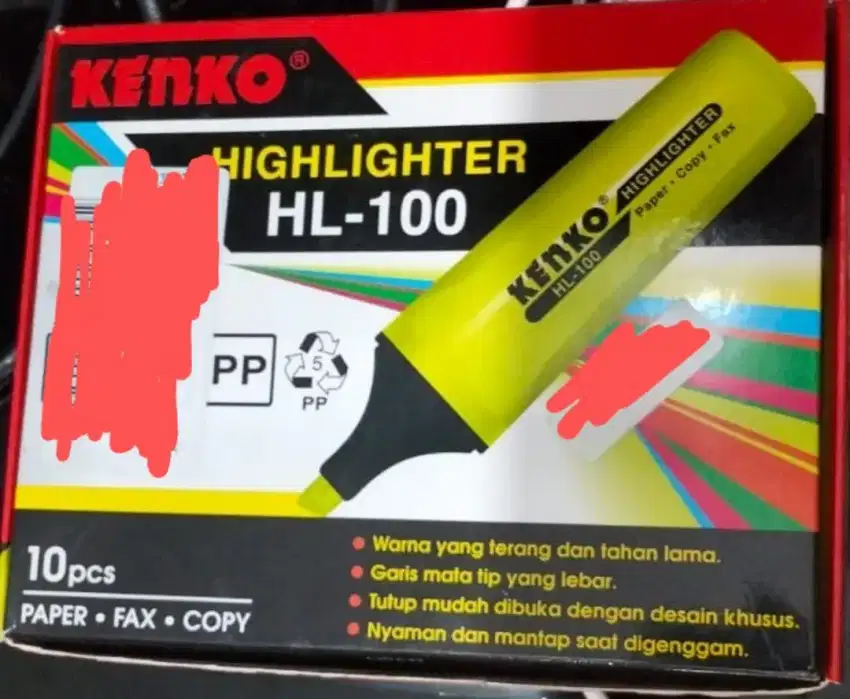 KENKO®
HIGHLIGHTER
HL-100
KENKO®
HL-100
HIGHLIGHTER
Paper • Copy • Fax
PP
5
PP
10pcs
PAPER • FAX • COPY
Warna yang terang dan tahan lama.
Garis mata tip yang lebar.
Tutup mudah dibuka dengan desain khusus.
Nyaman dan mantap saat digenggam.